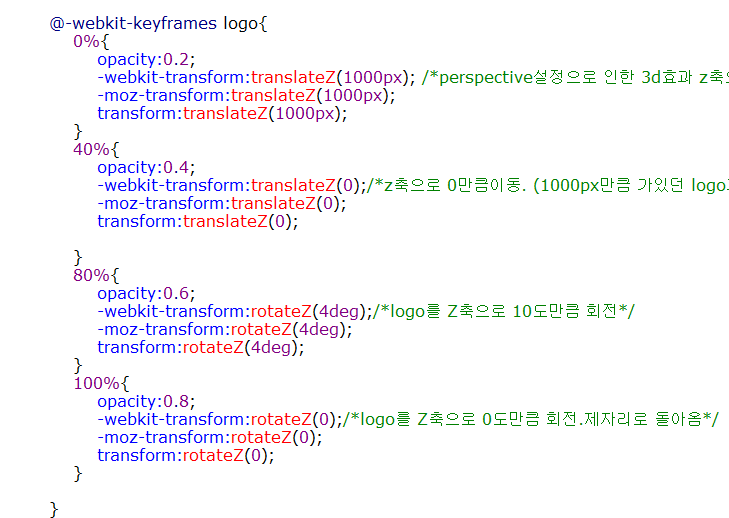 @-webkit-keyframes logo{
0%{
opacity:0.2;
-webkit-transform:translateZ(1000px); /*perspective설정으로 인한 3d효과 z축으
-moz-transform:translateZ(1000px);
transform:translateZ(1000px);
}
40%{
opacity:0.4;
-webkit-transform:translateZ(0);/*z축으로 0만큼이동. (1000px만큼 가있던 logo가
-moz-transform:translateZ(0);
transform:translateZ(0);
}
80%{
opacity:0.6;
-webkit-transform:rotateZ(4deg);/*logo를 Z축으로 10도만큼 회전*/
-moz-transform:rotateZ(4deg);
transform:rotateZ(4deg);
}
100%{
opacity:0.8;
-webkit-transform:rotateZ(0);/*logo를 Z축으로 0도만큼 회전.제자리로 돌아옴*/
-moz-transform:rotateZ(0);
transform:rotateZ(0);
}
}